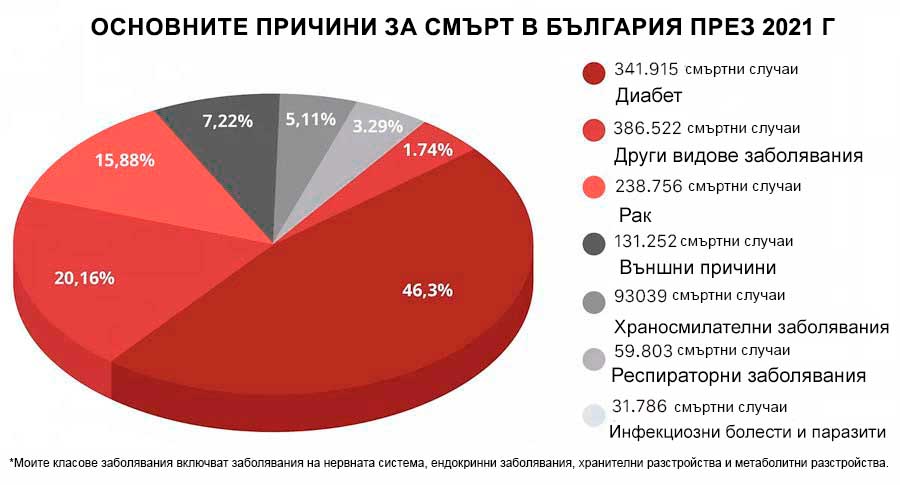 ОСНОВНИТЕ ПРИЧИНИ ЗА СМЪРТ В БЪЛГАРИЯ ПРЕЗ 2021 Г
7,22%
5,11%
3.29%
1.74%
15,88%
20,16%
46,3%
341.915 смъртни случаи
Диабет
386.522 смъртни случаи
Други видове заболявания
238.756 смъртни случаи
Рак
131.252 смъртни случаи
Външни причини
93039 смъртни случаи
Храносмилателни заболявания
59.803 смъртни случаи
Респираторни заболявания
31.786 смъртни случаи
Инфекциозни болести и паразити
*Моите класове заболявания включват заболявания на нервната система, ендокринни заболявания, хранителни разстройства и метаболитни разстройства.